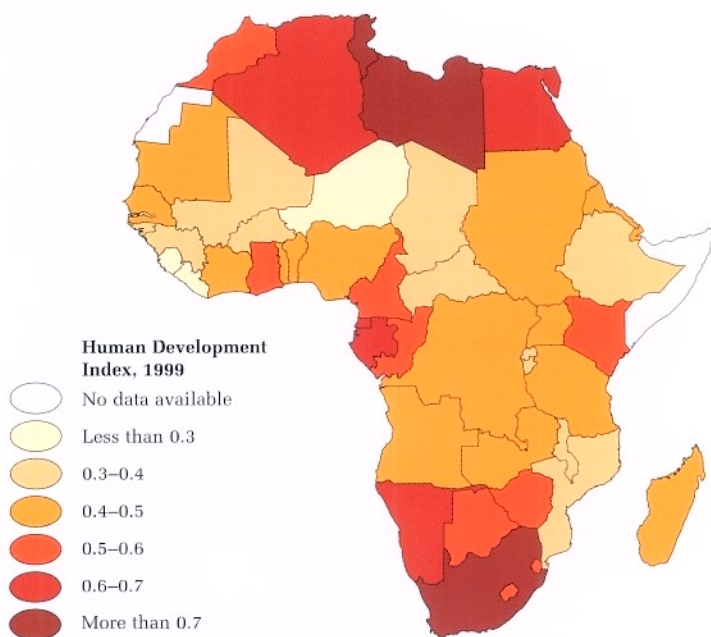 Human Development
Index, 1999
No data available
Less than 0.3
0.3–0.4
0.4–0.5
0.5–0.6
0.6–0.7
More than 0.7